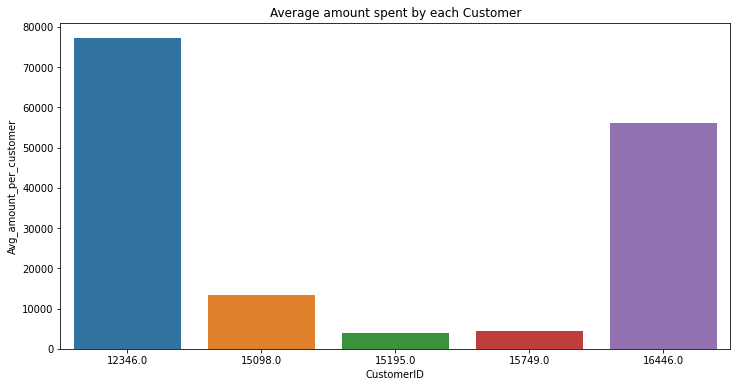 Average amount spent by each Customer
80000
70000
60000
50000
40000
30000
20000
10000
0
Avg_amount_per_customer
12346.0 15098.0 15195.0 15749.0 16446.0
CustomerID